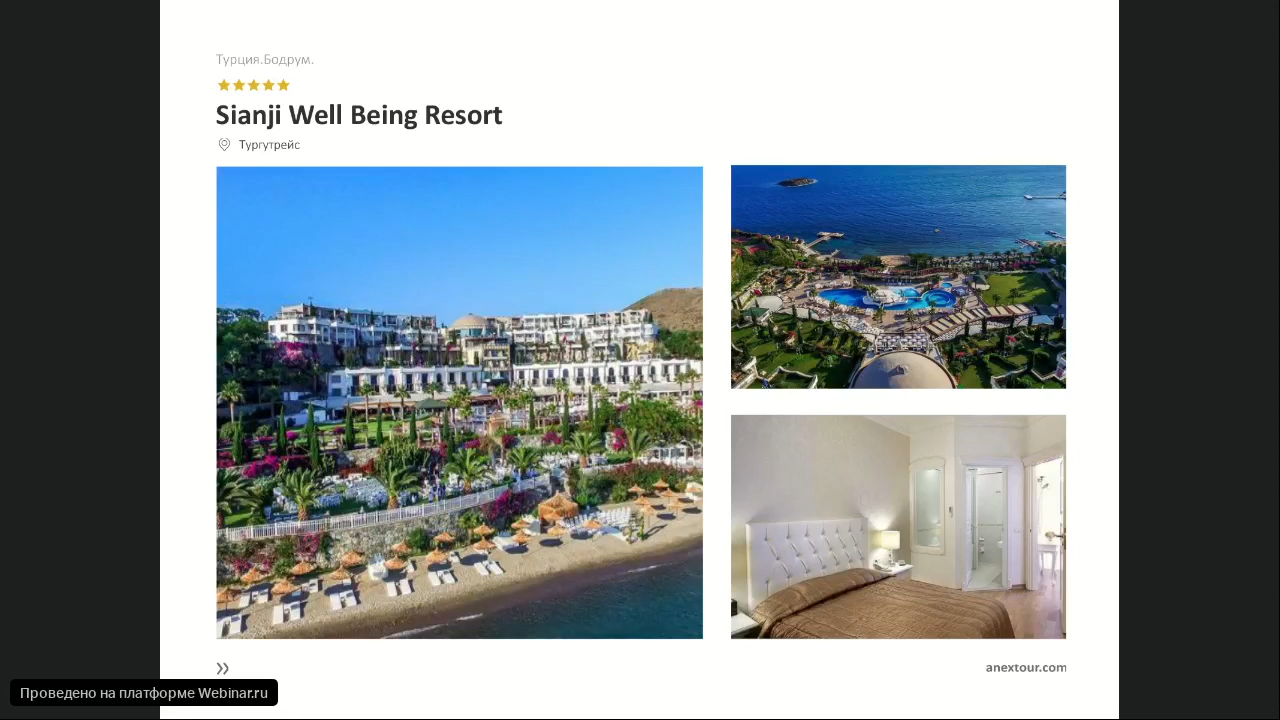 Турция.Бодрум.
Sianji Well Being Resort
Тургутрейс
anextour.com
Проведено на платформе Webinar.ru